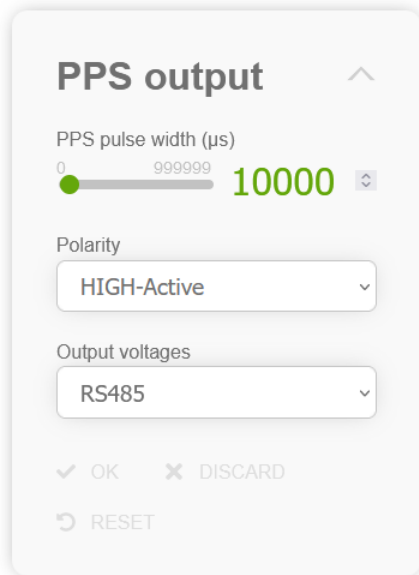 PPS output
PPS pulse width (µs)
0 999999
10000
Polarity
HIGH-Active
Output voltages
RS485
OK DISCARD
RESET